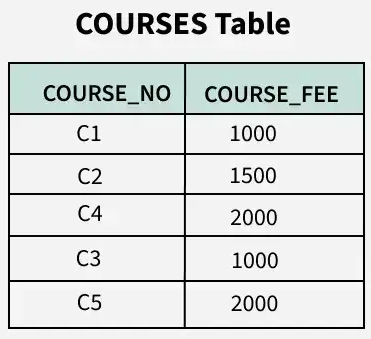 COURSES Table
COURSE_NO COURSE_FEE
C1 1000
C2 1500
C4 2000
C3 1000
C5 2000